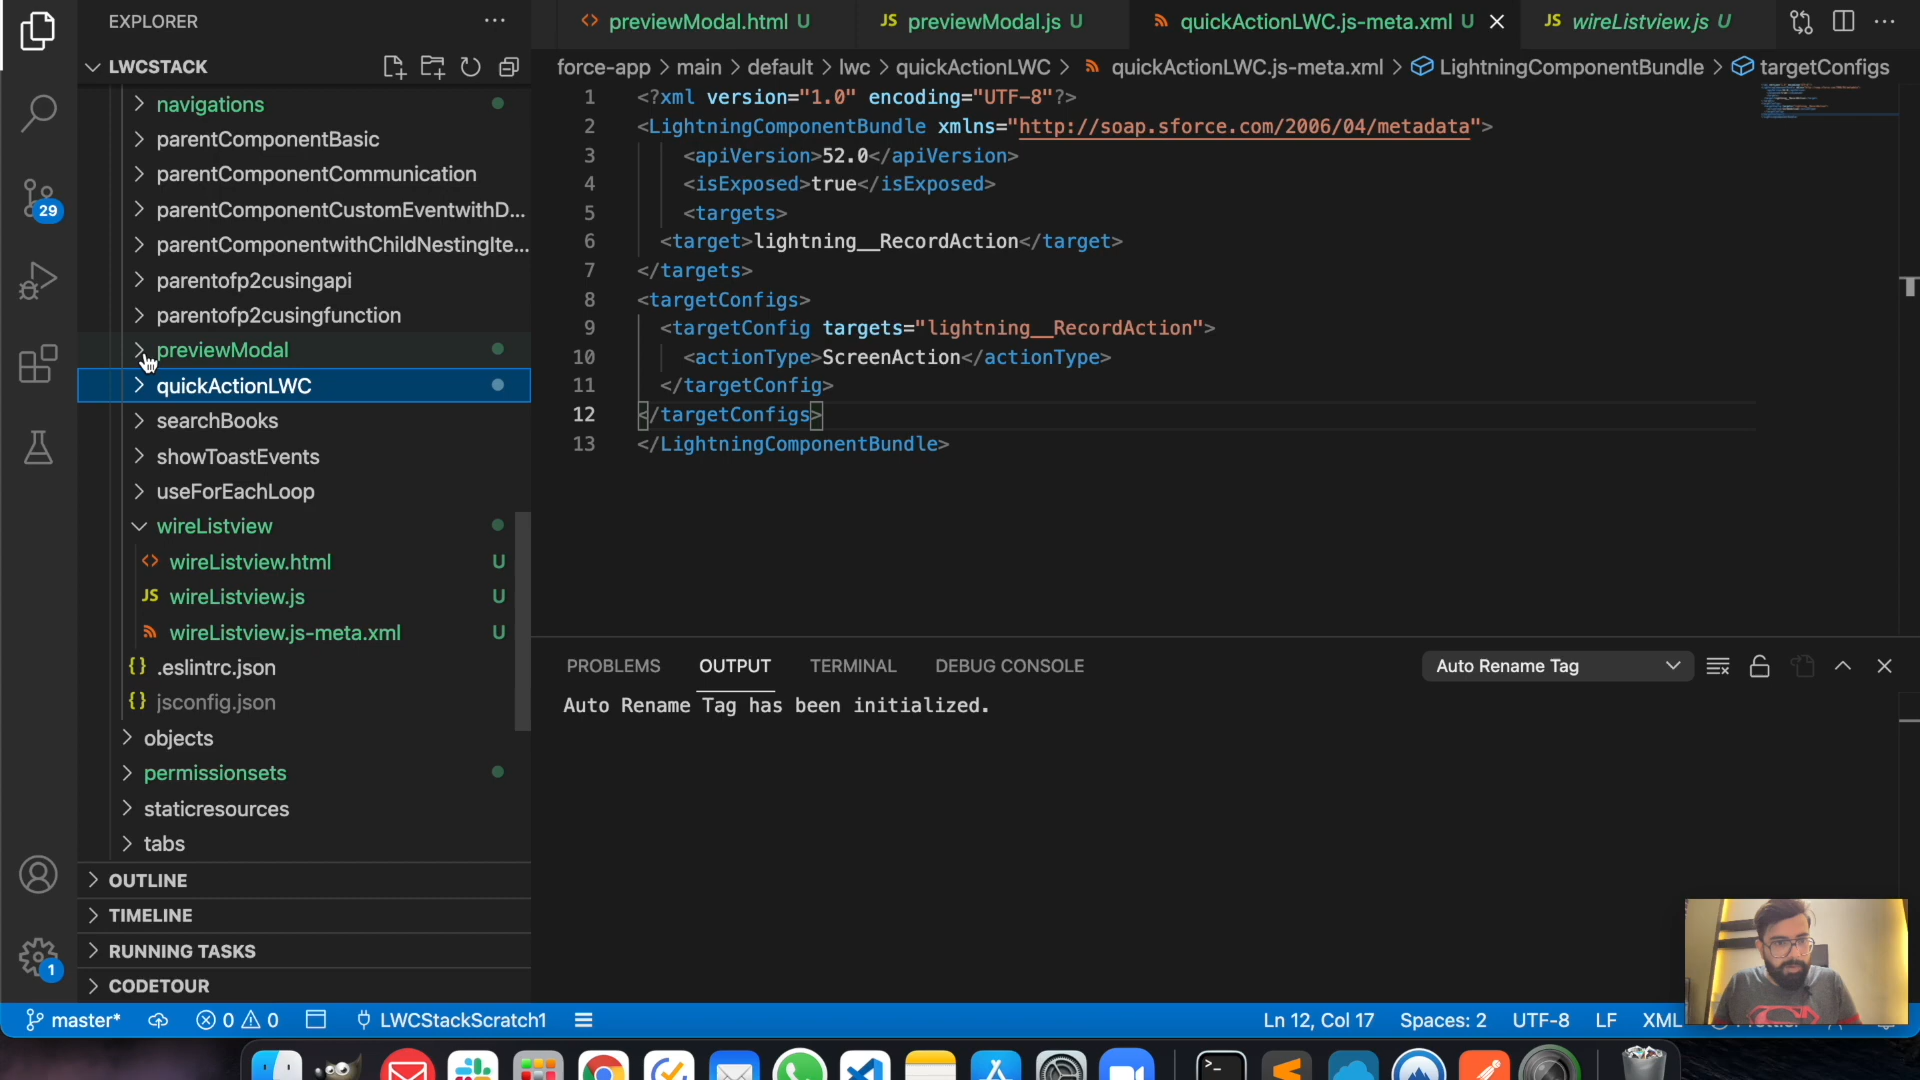 EXPLORER
previewModal.html U
JS previewModal.js U
quickActionLWC.js-meta.xml U
JS wireListview.js U
LWCSTACK
force-app > main > default > lwc > quickActionLWC > quickActionLWC.js-meta.xml > LightningComponentBundle > targetConfigs
navigations
parentComponentBasic
parentComponentCommunication
parentComponentCustomEventwithD...
parentComponentwithChildNestingIte...
parentofp2cusingapi
parentofp2cusingfunction
previewModal
quickActionLWC
searchBooks
showToastEvents
useForEachLoop
wireListview
wireListview.html U
JS wireListview.js U
wireListview.js-meta.xml U
{} .eslintrc.json
{} jsconfig.json
objects
permissionsets
staticresources
tabs
OUTLINE
TIMELINE
RUNNING TASKS
CODETOUR
29
1
1 <?xml version="1.0" encoding="UTF-8"?>
2 <LightningComponentBundle xmlns="http://soap.sforce.com/2006/04/metadata">
3 <apiVersion>52.0</apiVersion>
4 <isExposed>true</isExposed>
5 <targets>
6 <target>lightning__RecordAction</target>
7 </targets>
8 <targetConfigs>
9 <targetConfig targets="lightning__RecordAction">
10 <actionType>ScreenAction</actionType>
11 </targetConfig>
12 </targetConfigs>
13 </LightningComponentBundle>
PROBLEMS OUTPUT TERMINAL DEBUG CONSOLE
Auto Rename Tag
Auto Rename Tag has been initialized.
master* 0 0 LWCStackScratch1
Ln 12, Col 17 Spaces: 2 UTF-8 LF XML